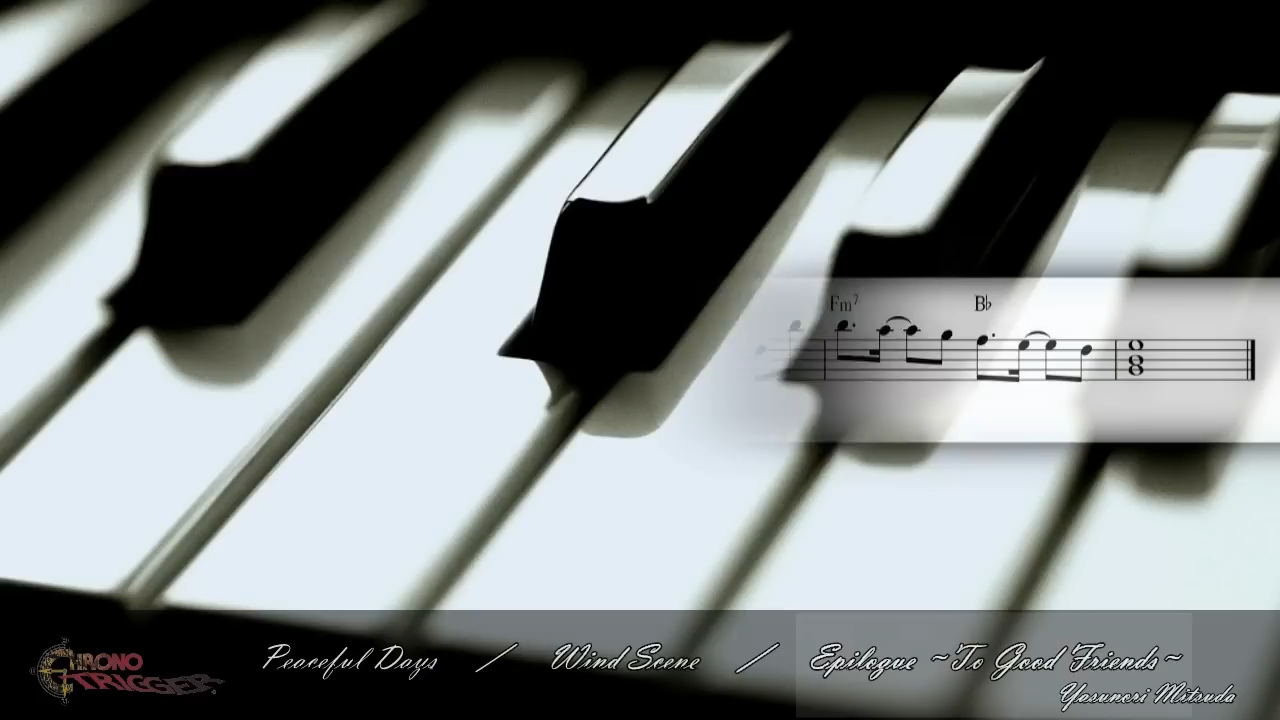 Fm7 B♭
CHRONO
TRIGGER
Peaceful Days / Wind Scene / Epilogue ~To Good Friends~
Yasunori Mitsuda